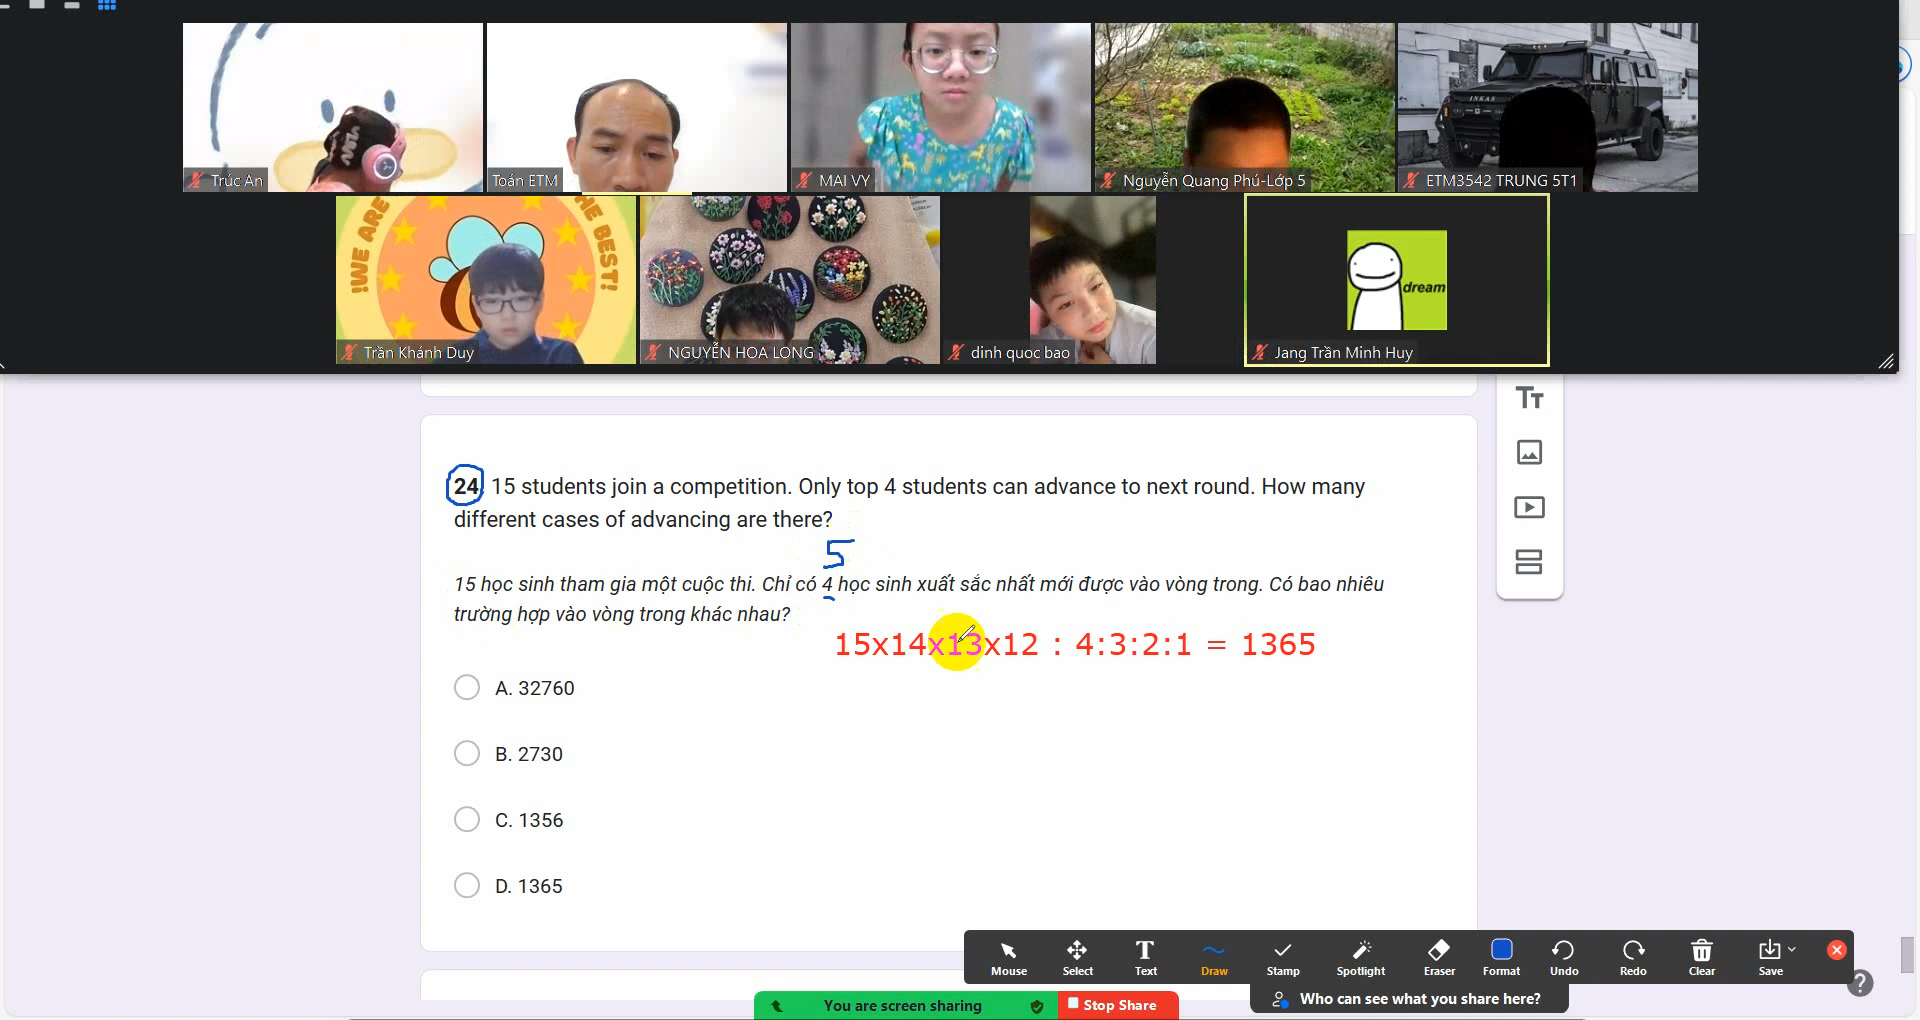 INKAS
Trúc An
Toán ETM
MAI VY
Nguyễn Quang Phú-Lớp 5
ETM3542 TRUNG 5T1
!WE ARE
HE BEST!
dream
Trần Khánh Duy
NGUYỄN HOA LONG
dinh quoc bao
Jang Trần Minh Huy
24. 15 students join a competition. Only top 4 students can advance to next round. How many
different cases of advancing are there?
5
15 học sinh tham gia một cuộc thi. Chỉ có 4 học sinh xuất sắc nhất mới được vào vòng trong. Có bao nhiêu
trường hợp vào vòng trong khác nhau?
15x14x13x12 : 4:3:2:1 = 1365
A. 32760
B. 2730
C. 1356
D. 1365
Mouse Select Text Draw Stamp Spotlight Eraser Format Undo Redo Clear Save
Who can see what you share here?
You are screen sharing Stop Share